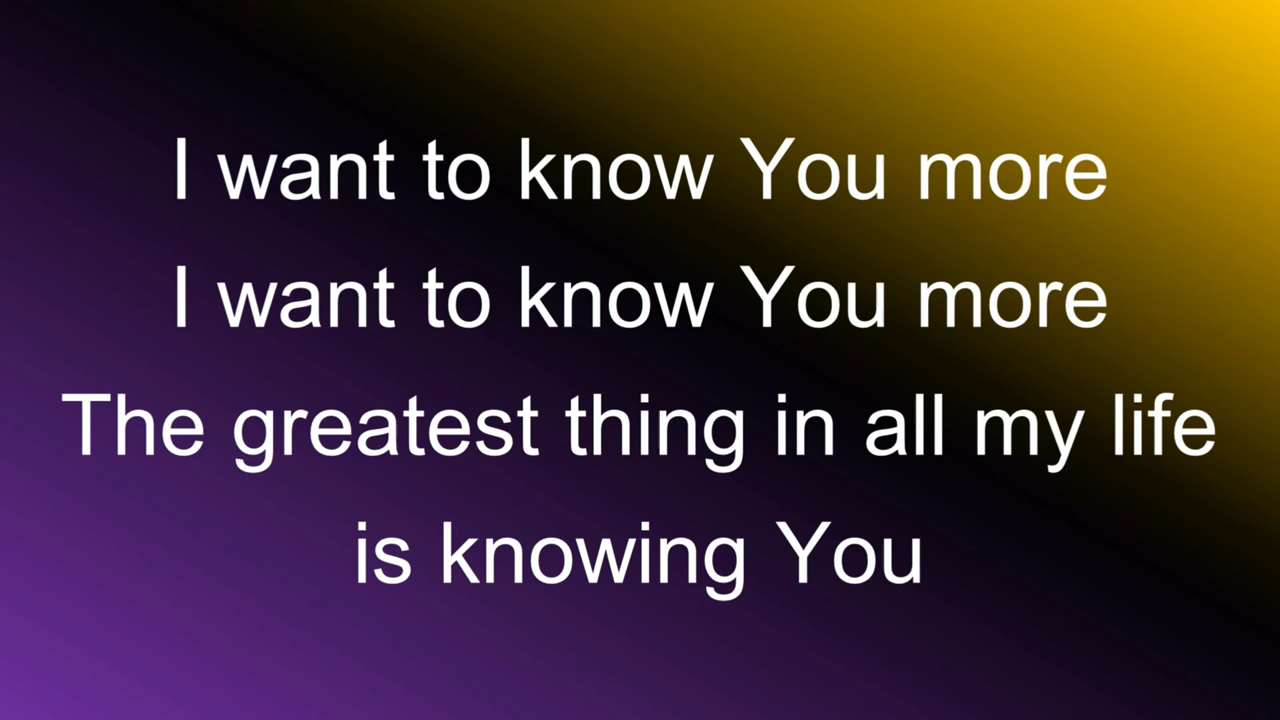 I want to know You more
I want to know You more
The greatest thing in all my life
is knowing You